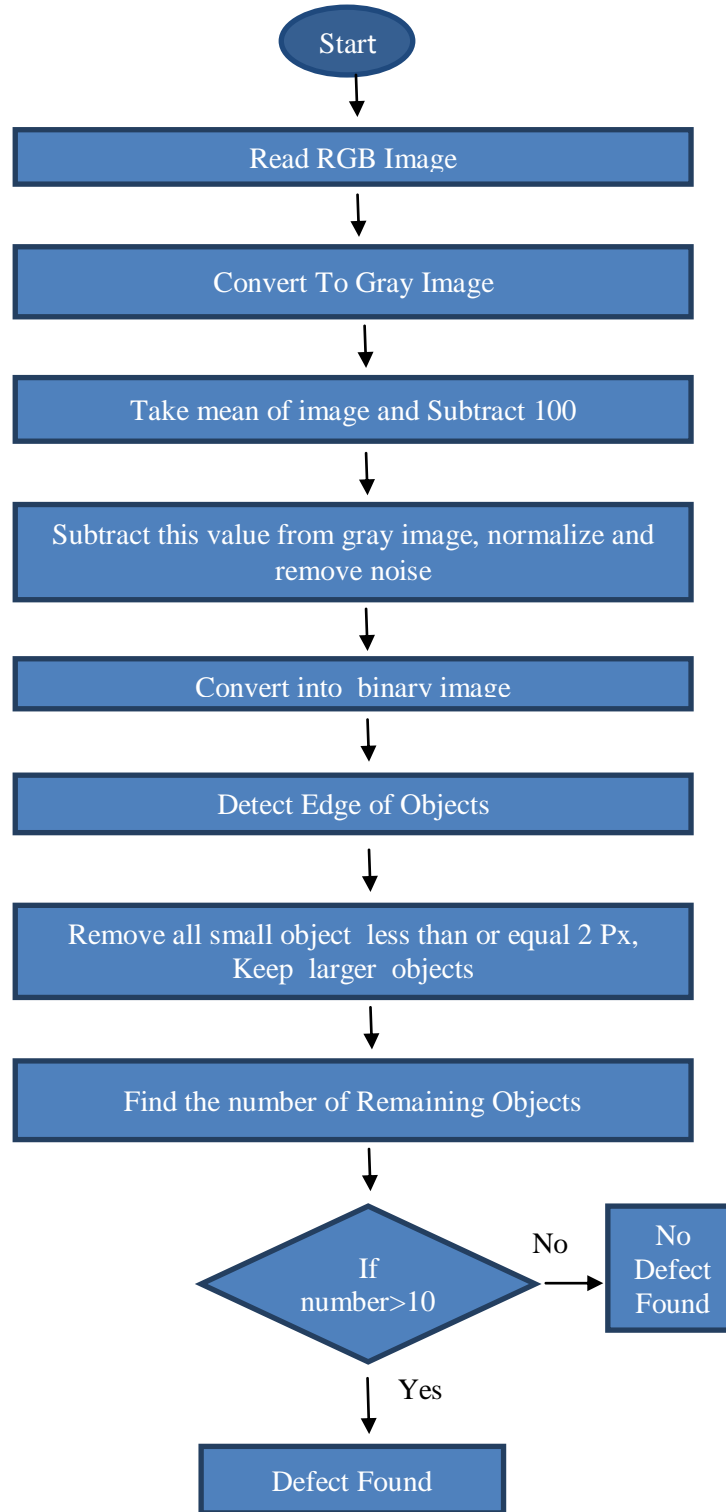 Start
Read RGB Image
Convert To Gray Image
Take mean of image and Subtract 100
Subtract this value from gray image, normalize and
remove noise
Convert into  binary image
Detect Edge of Objects
Remove all small object  less than or equal 2 Px,
Keep  larger  objects
Find the number of Remaining Objects
If
number>10
No
No
Defect
Found
Yes
Defect Found